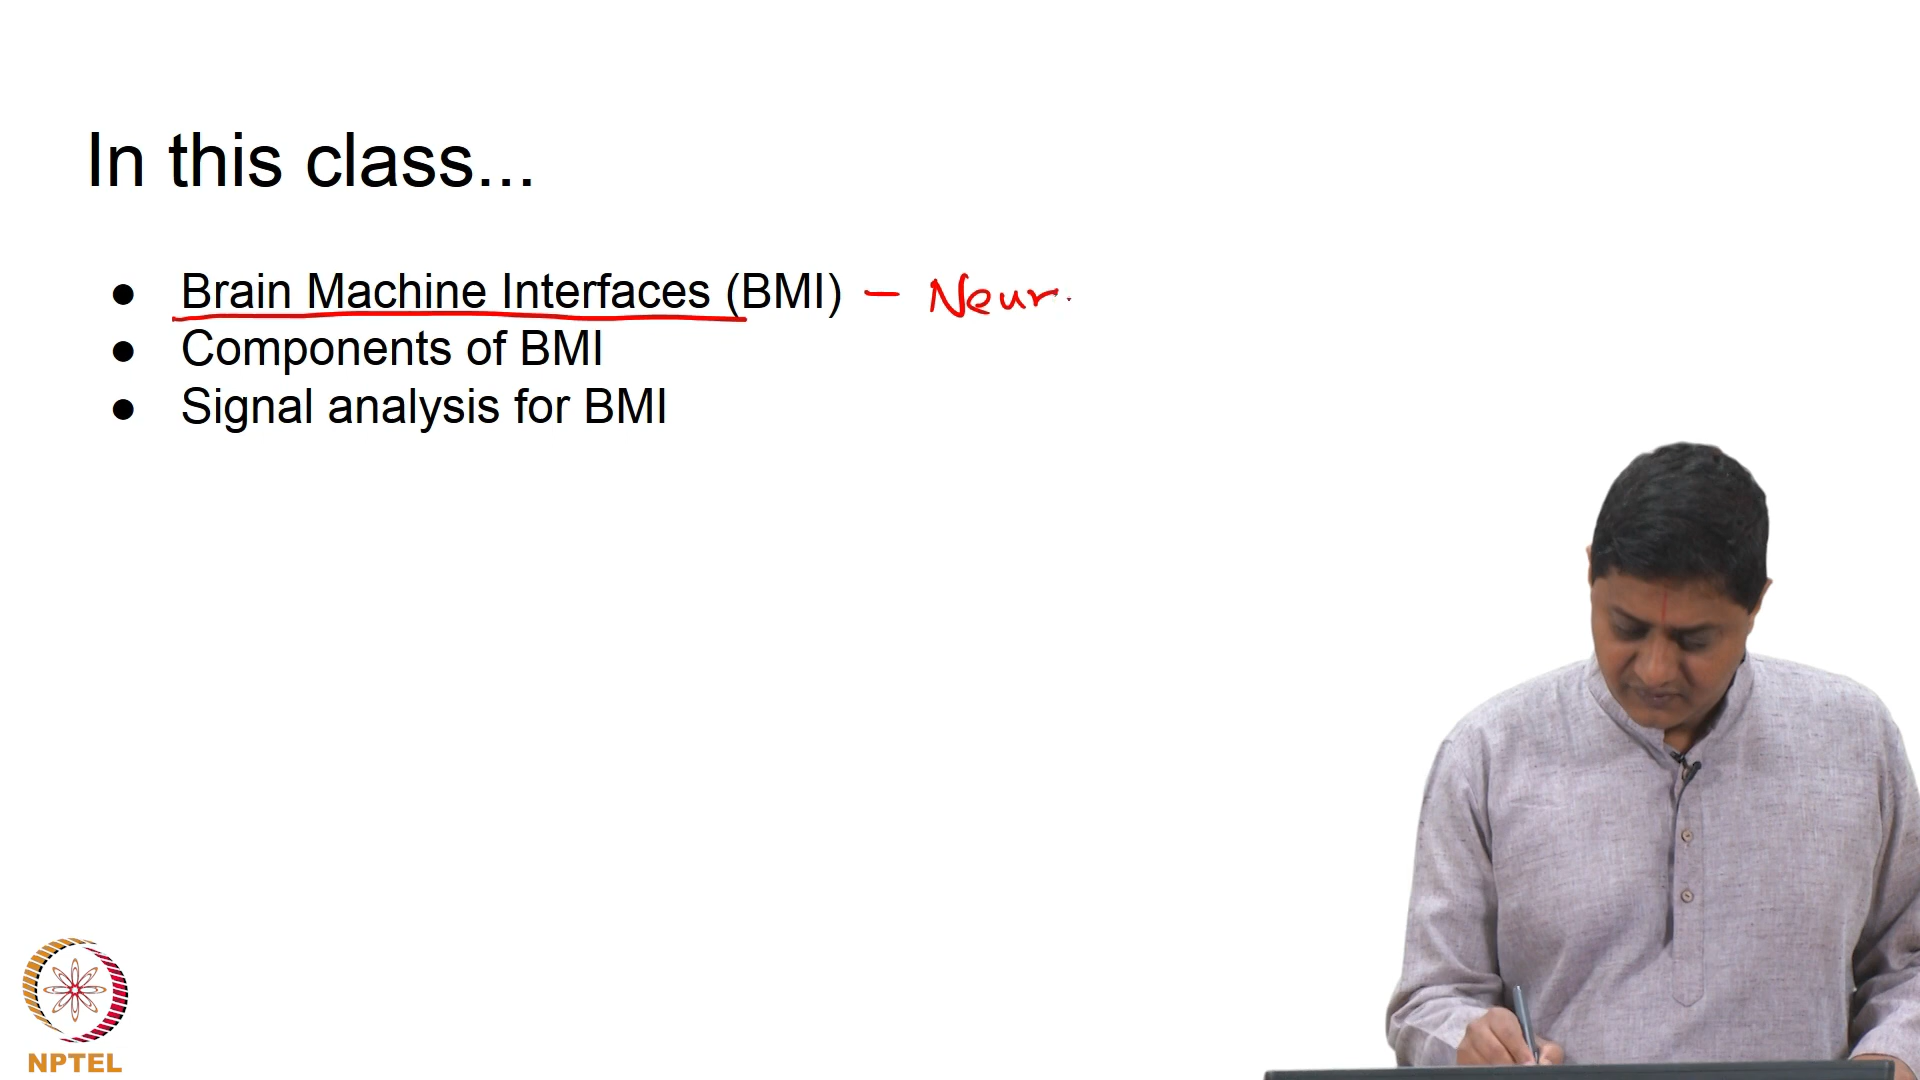 In this class...
● Brain Machine Interfaces (BMI) – Neur
● Components of BMI
● Signal analysis for BMI
NPTEL